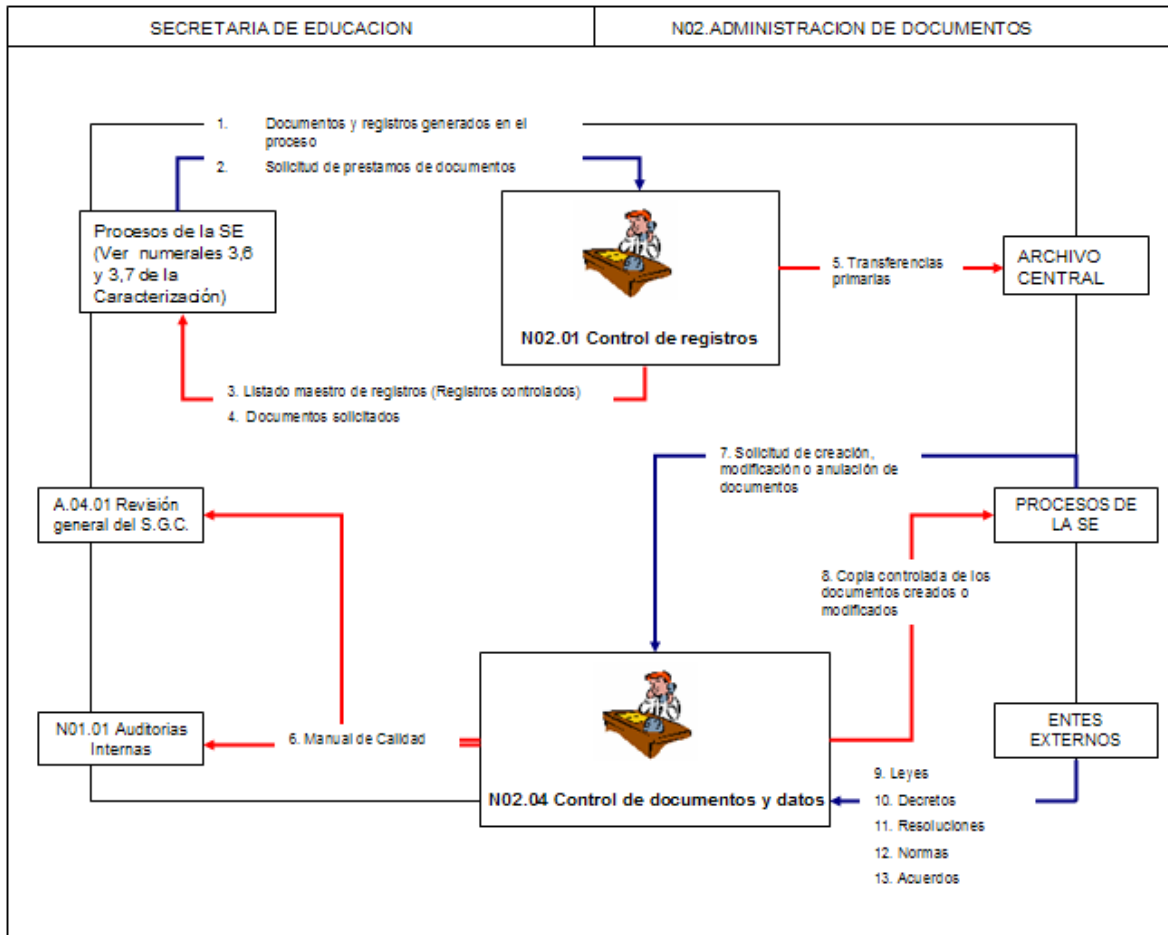 SECRETARIA DE EDUCACION
N02.ADMINISTRACION DE DOCUMENTOS
1. Documentos y registros generados en el
proceso
2. Solicitud de prestamos de documentos
Procesos de la SE
(Ver numerales 3,6
y 3,7 de la
Caracterización)
N02.01 Control de registros
5. Transferencias
primarias
ARCHIVO
CENTRAL
3. Listado maestro de registros (Registros controlados)
4. Documentos solicitados
7. Solicitud de creación,
modificación o anulación de
documentos
A.04.01 Revisión
general del S.G.C.
PROCESOS DE
LA SE
8. Copia controlada de los
documentos creados o
modificados
N01.01 Auditorias
Internas
6. Manual de Calidad
N02.04 Control de documentos y datos
ENTES
EXTERNOS
9. Leyes
10. Decretos
11. Resoluciones
12. Normas
13. Acuerdos